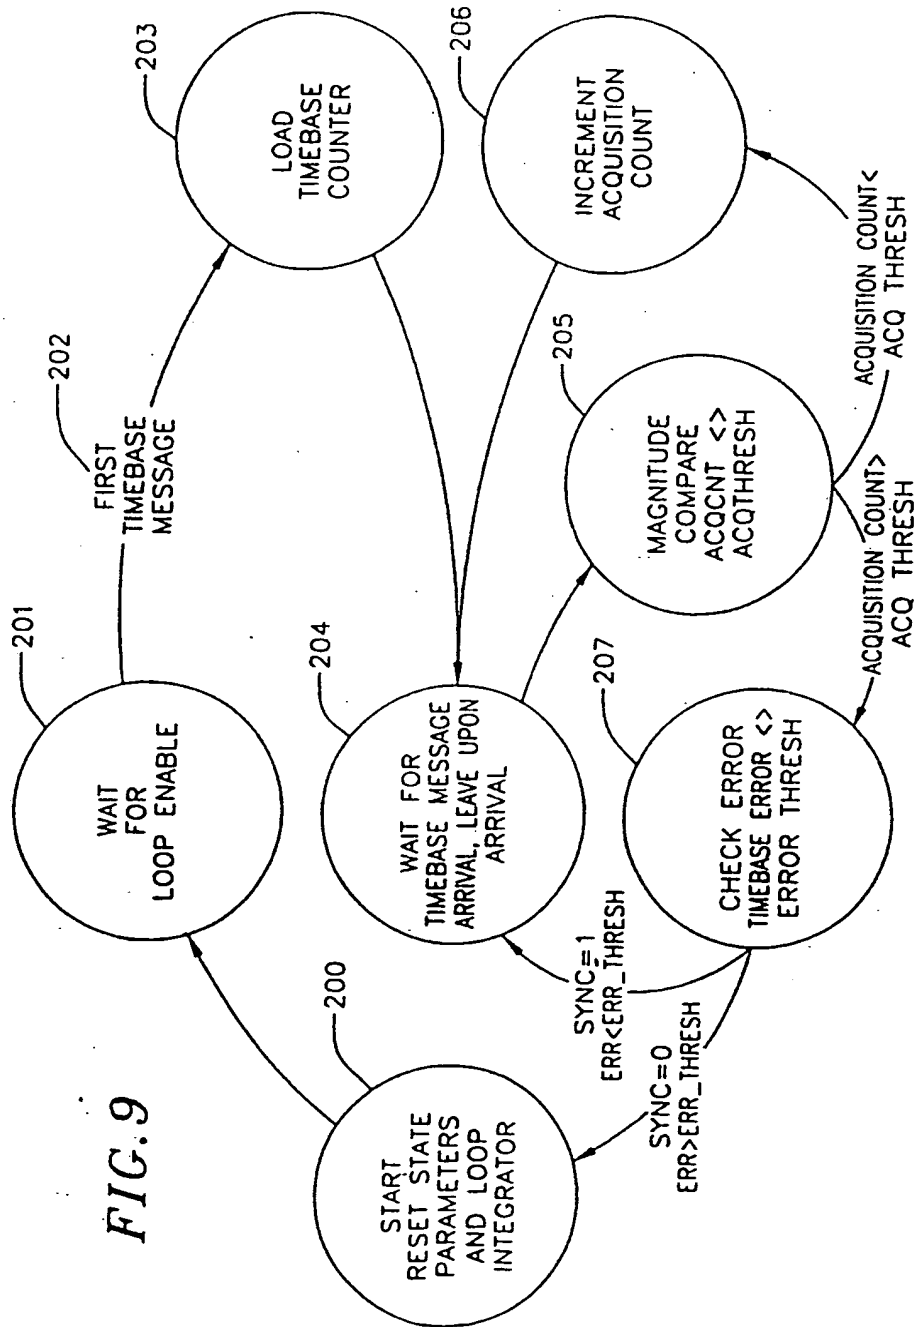 FIG.9
START
RESET STATE
PARAMETERS
AND LOOP
INTEGRATOR
200
WAIT
FOR
LOOP ENABLE
201
FIRST
TIMEBASE
MESSAGE
202
LOAD
TIMEBASE
COUNTER
203
WAIT FOR
TIMEBASE MESSAGE
ARRIVAL, LEAVE UPON
ARRIVAL
204
MAGNITUDE
COMPARE
ACQCNT <>
ACQTHRESH
205
INCREMENT
ACQUISITION
COUNT
206
CHECK ERROR
TIMEBASE ERROR <>
ERROR THRESH
207
SYNC=1
ERR<ERR_THRESH
SYNC=0
ERR>ERR_THRESH
ACQUISITION COUNT>
ACQ THRESH
ACQUISITION COUNT<
ACQ THRESH